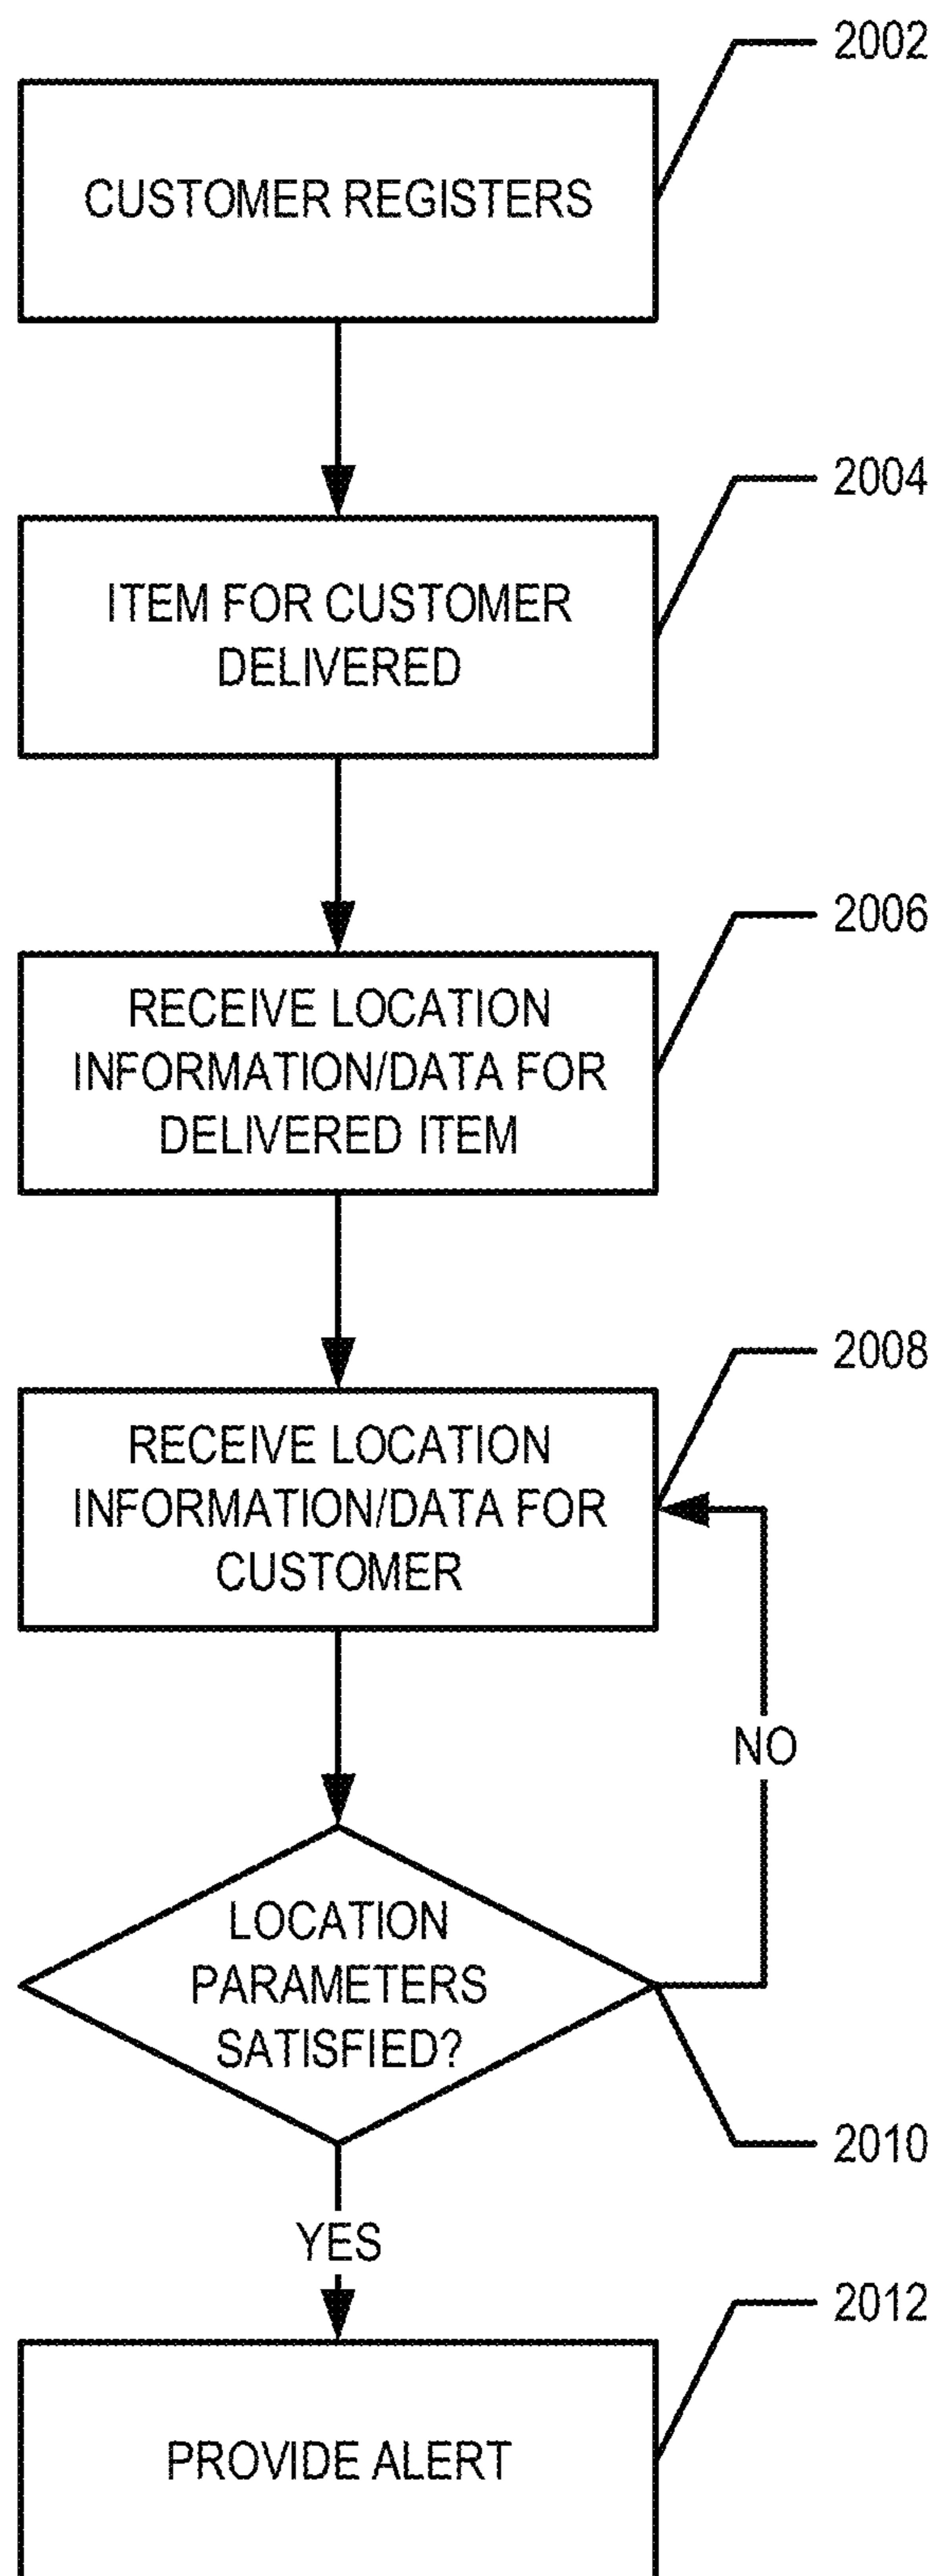 2002
CUSTOMER REGISTERS
2004
ITEM FOR CUSTOMER
DELIVERED
2006
RECEIVE LOCATION
INFORMATION/DATA FOR
DELIVERED ITEM
2008
RECEIVE LOCATION
INFORMATION/DATA FOR
CUSTOMER
NO
LOCATION
PARAMETERS
SATISFIED?
2010
YES
2012
PROVIDE ALERT